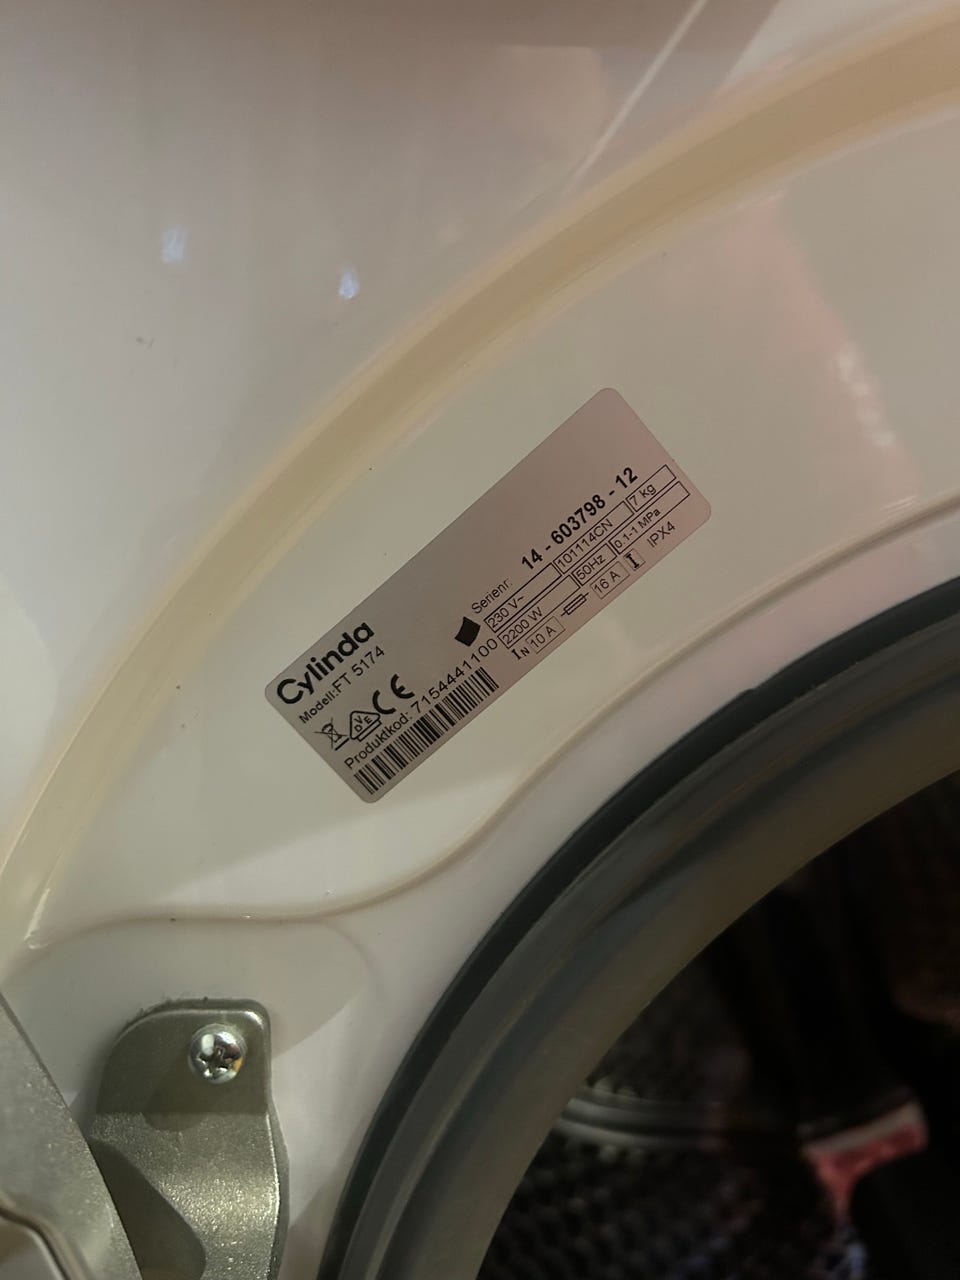 Cylinda
Modell:FT 5174
VDE
CE
Produktkod: 7154441100
Serienr. 14 - 603798 - 12
230 V~ 101114CN 7 kg
2200 W 50Hz 0.1-1 MPa
IN 10 A 16 A I IPX4